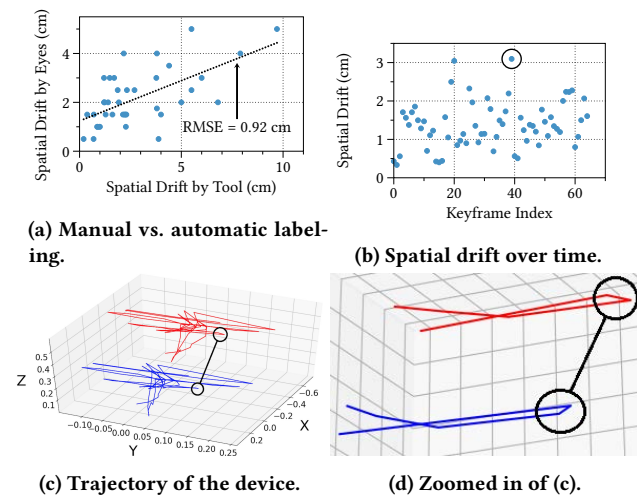 Spatial Drift by Eyes (cm)
4
2
0
RMSE = 0.92 cm
0
5
10
Spatial Drift by Tool (cm)
(a) Manual vs. automatic label-
ing.
Spatial Drift (cm)
3
2
1
0
0
20
40
60
Keyframe Index
(b) Spatial drift over time.
Z
0.5
0.4
0.3
0.2
0.1
-0.10
-0.05
0.00
0.05
0.10
0.15
0.20
0.25
Y
0.2
0.0
-0.2
-0.4
-0.6
X
(c) Trajectory of the device.
(d) Zoomed in of (c).